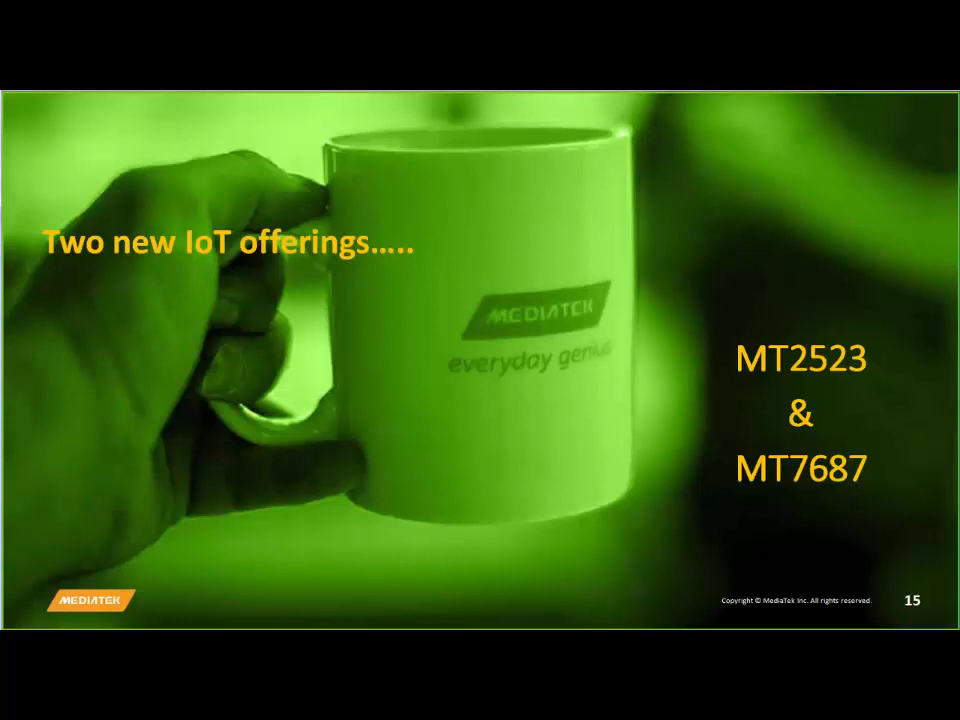 Two new IoT offerings…..
MEDIATEK
everyday genius
MT2523
&
MT7687
MEDIATEK
Copyright © MediaTek Inc. All rights reserved.
15